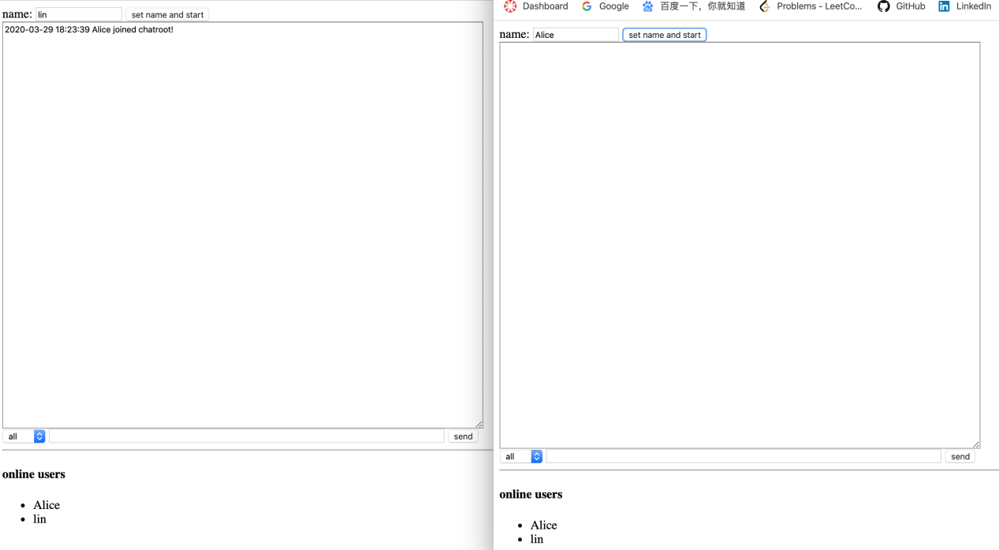 name: lin set name and start
2020-03-29 18:23:39 Alice joined chatroot!
all send
online users
Alice
lin
Dashboard Google 百度一下，你就知道 Problems - LeetCo... GitHub LinkedIn
name: Alice set name and start
all send
online users
Alice
lin